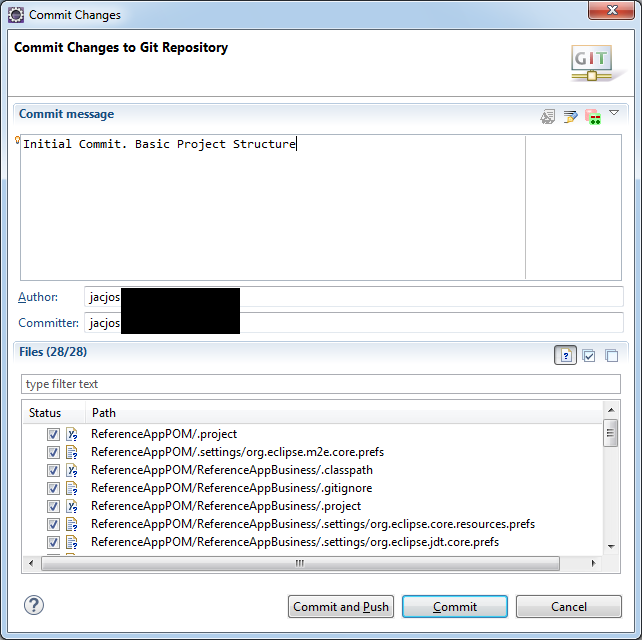 Commit Changes
Commit Changes to Git Repository
GIT
Commit message
Initial Commit. Basic Project Structure
Author: jacjos
Committer: jacjos
Files (28/28)
type filter text
Status Path
ReferenceAppPOM/.project
ReferenceAppPOM/.settings/org.eclipse.m2e.core.prefs
ReferenceAppPOM/ReferenceAppBusiness/.classpath
ReferenceAppPOM/ReferenceAppBusiness/.gitignore
ReferenceAppPOM/ReferenceAppBusiness/.project
ReferenceAppPOM/ReferenceAppBusiness/.settings/org.eclipse.core.resources.prefs
ReferenceAppPOM/ReferenceAppBusiness/.settings/org.eclipse.jdt.core.prefs
Commit and Push Commit Cancel